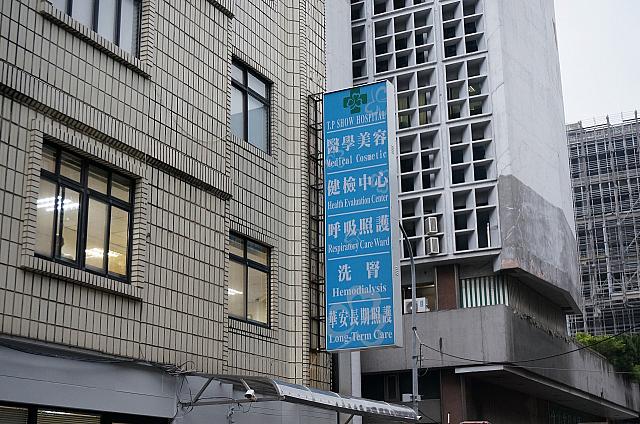 T.P SHOW HOSPITAL
醫學美容
Medical Cosmetic
健檢中心
Health Evaluation Center
呼吸照護
Respiratory Care Ward
洗腎
Hemodialysis
華安長期照護
Long-Term Care